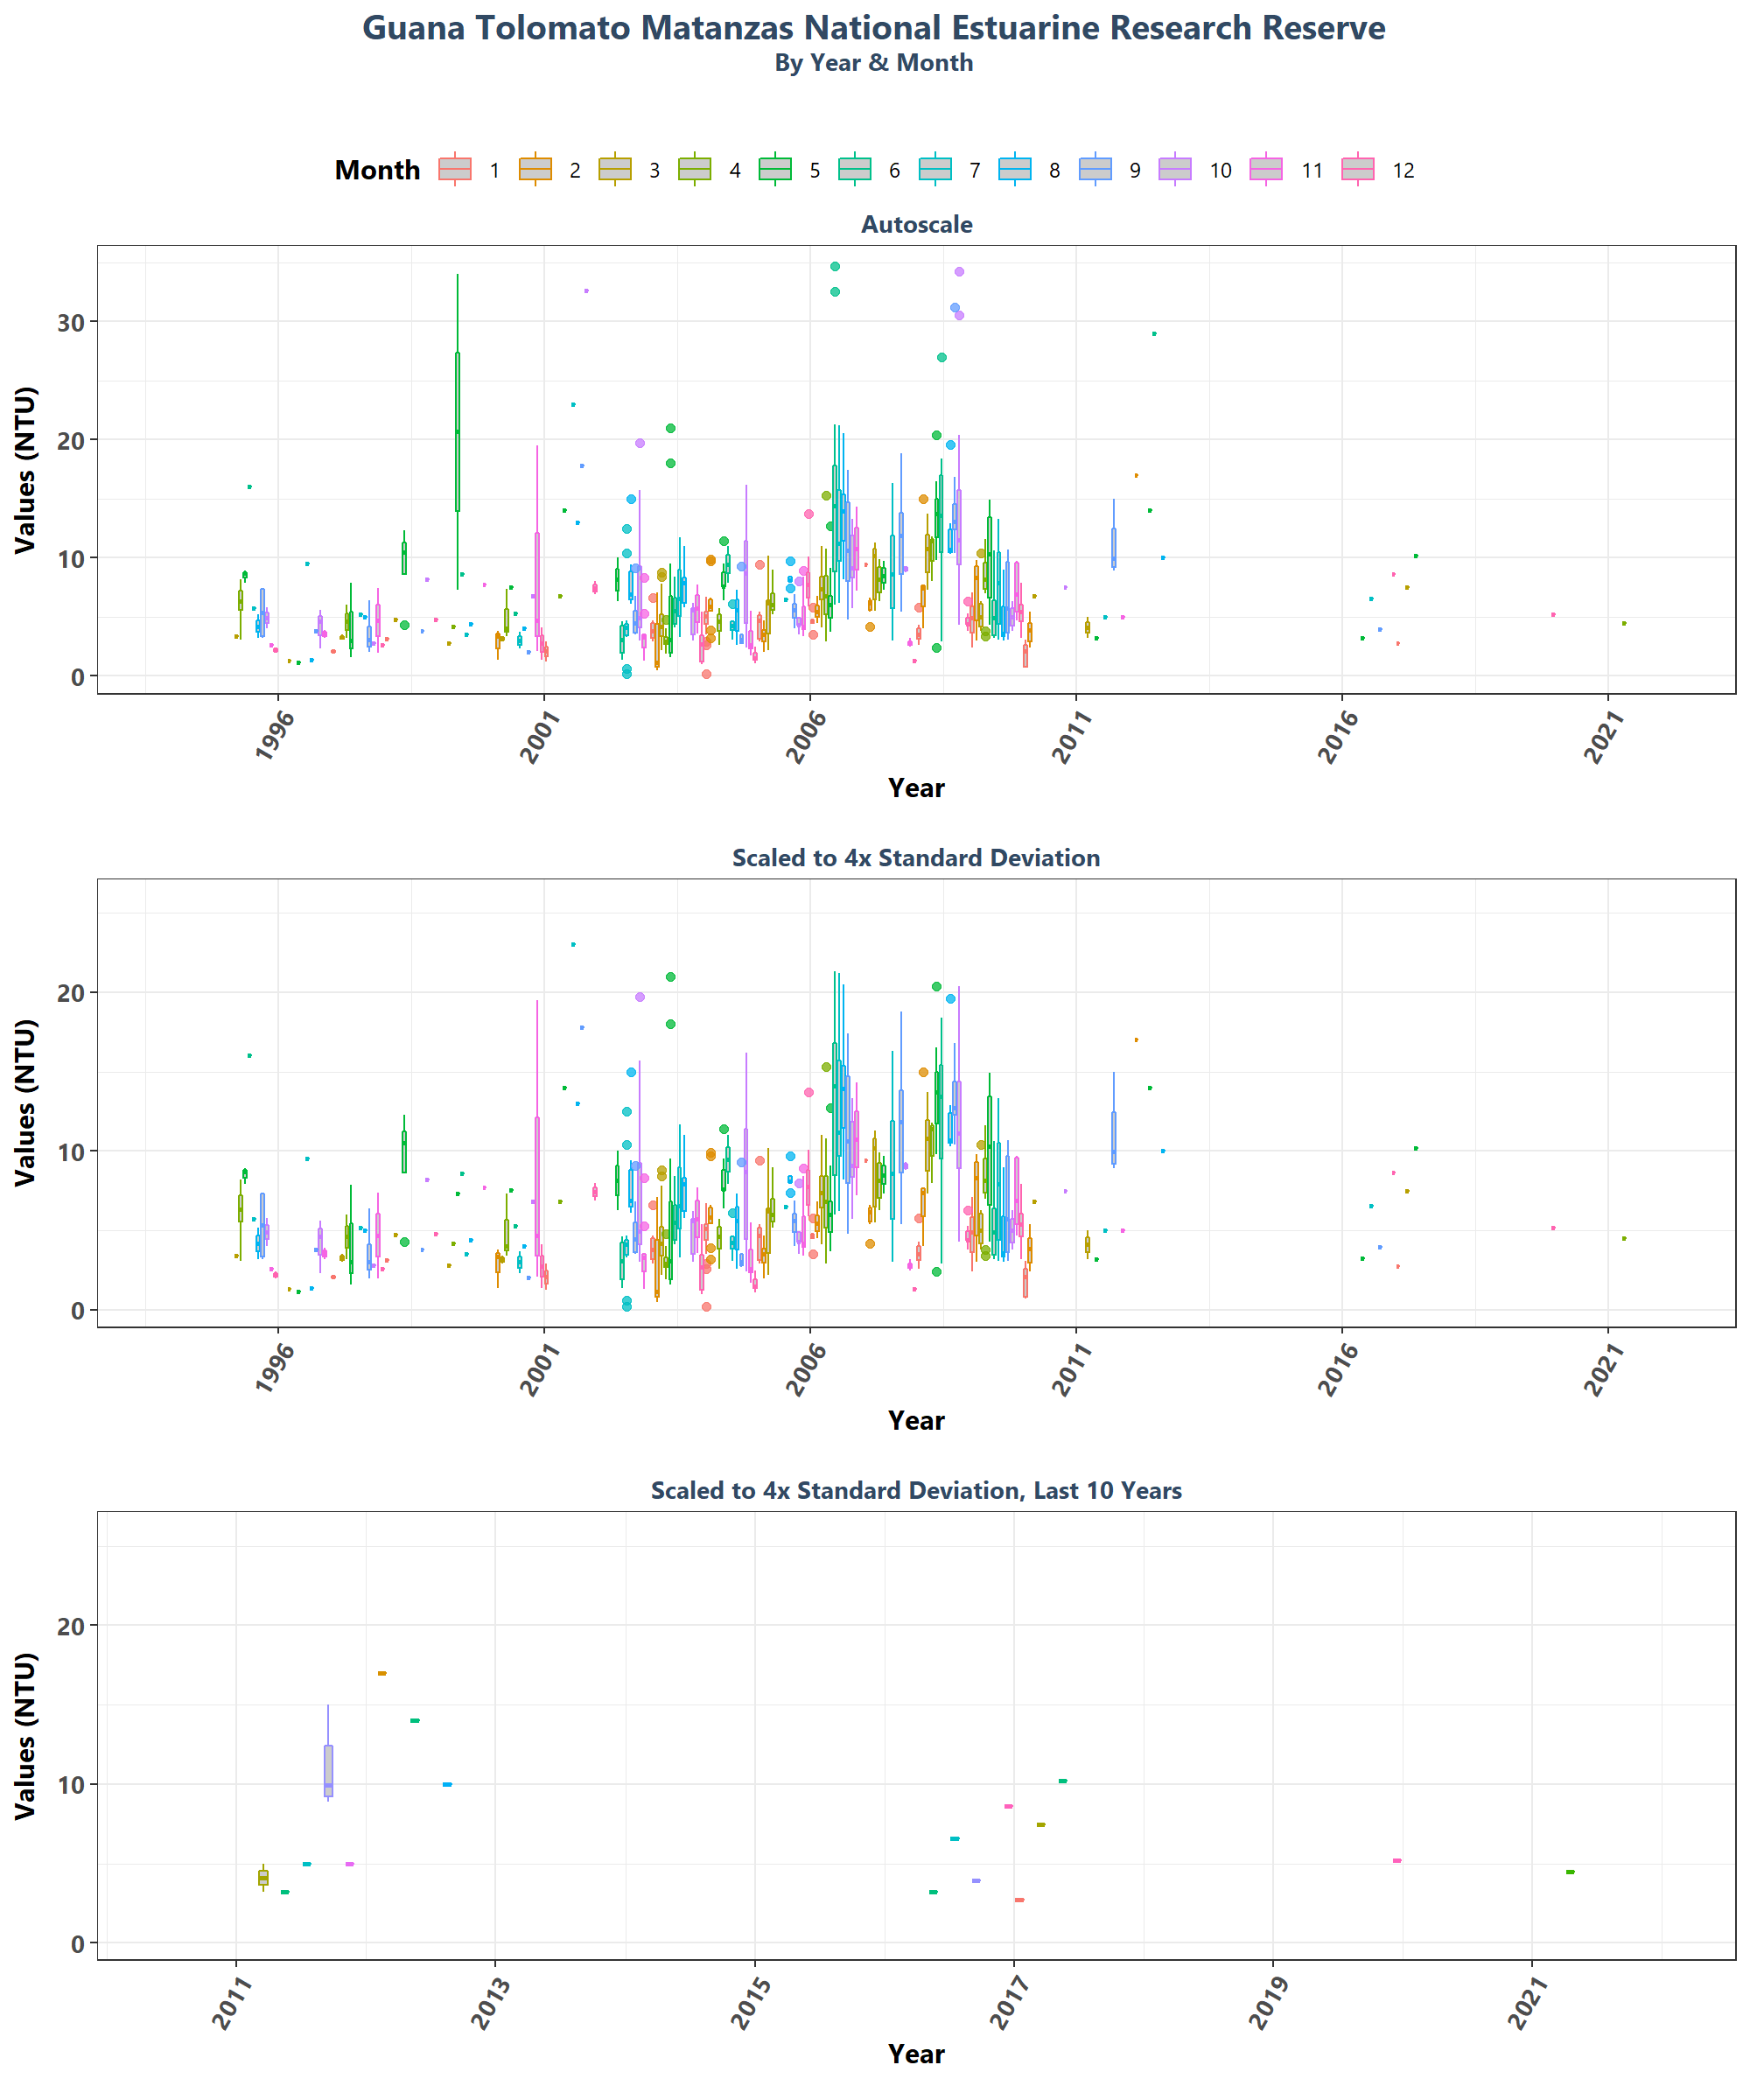 Guana Tolomato Matanzas National Estuarine Research Reserve
By Year & Month
Month 1 2 3 4 5 6 7 8 9 10 11 12
Autoscale
Values (NTU)
30
20
10
0
1996 2001 2006 2011 2016 2021
Year
Scaled to 4x Standard Deviation
Values (NTU)
20
10
0
1996 2001 2006 2011 2016 2021
Year
Scaled to 4x Standard Deviation, Last 10 Years
Values (NTU)
20
10
0
2011 2013 2015 2017 2019 2021
Year